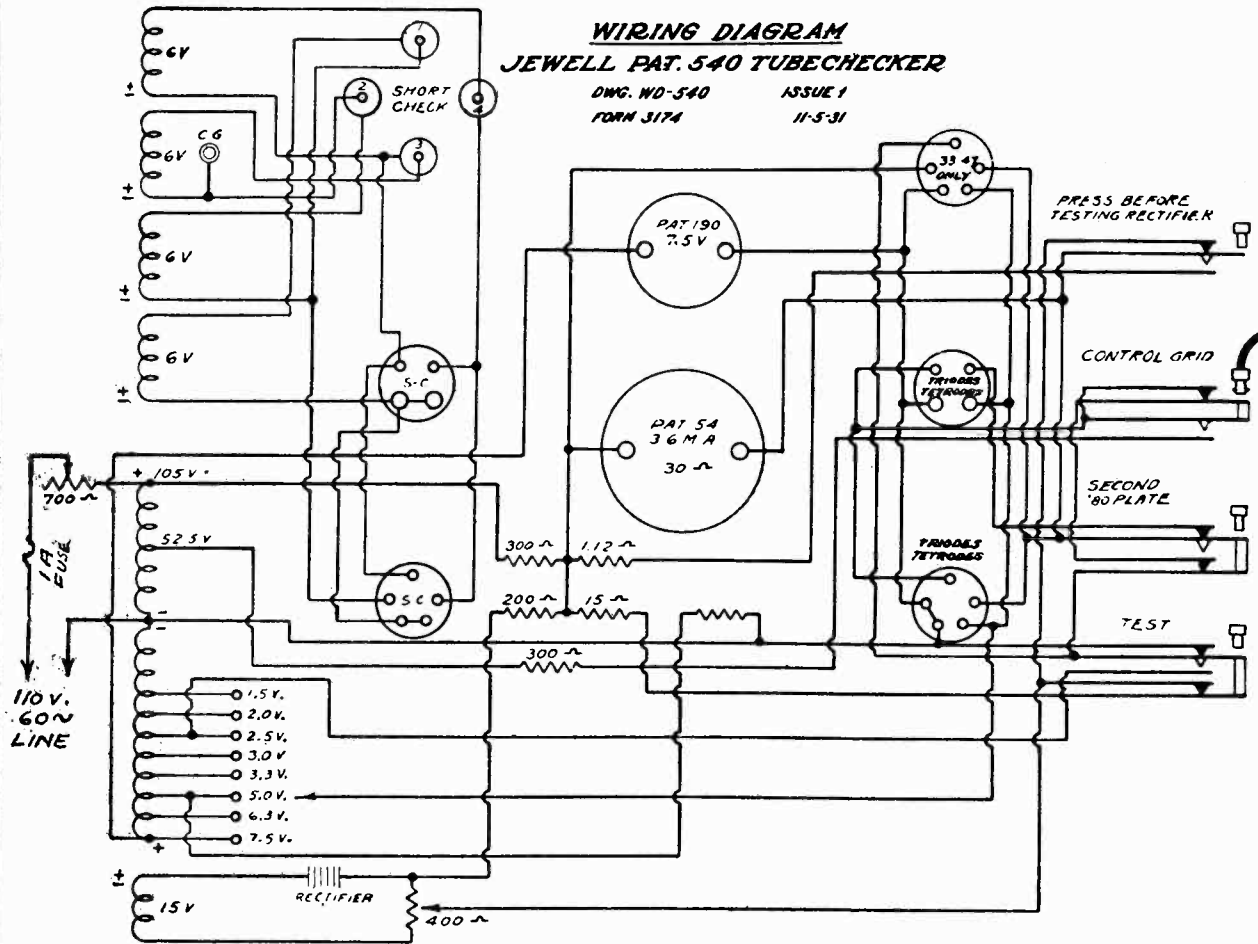 WIRING DIAGRAM
JEWELL PAT. 540 TUBECHECKER
DWG. WD-540 ISSUE 1
FORM 3174 11-5-31
6V
±
1
2
SHORT
CHECK
4
3
CG
6V
±
6V
±
6V
±
S-C
S C
33 47
ONLY
PAT 190
7.5 V
PAT 54
36 MA
30 Ω
TRIODES
TETRODES
TRIODES
TETRODES
PRESS BEFORE
TESTING RECTIFIER
CONTROL GRID
SECOND
'80 PLATE
TEST
700 Ω
+ 105 V
52.5 V
1 A
FUSE
-
-
110 V.
60~
LINE
300 Ω
1.12 Ω
200 Ω
15 Ω
300 Ω
1.5 V.
2.0 V.
2.5 V.
3.0 V
3.3 V.
5.0 V.
6.3 V.
7.5 V.
+
±
15 V
RECTIFIER
400 Ω